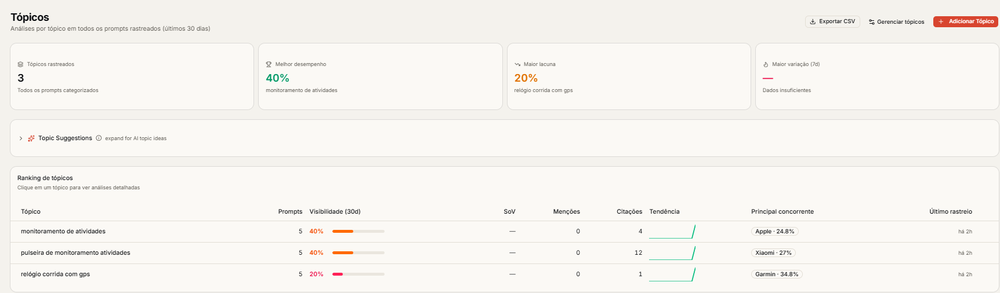 Tópicos
Análises por tópico em todos os prompts rastreados (últimos 30 dias)
Exportar CSV
Gerenciar tópicos
Adicionar Tópico
Tópicos rastreados
3
Todos os prompts categorizados
Melhor desempenho
40%
monitoramento de atividades
Maior lacuna
20%
relógio corrida com gps
Maior variação (7d)
—
Dados insuficientes
Topic Suggestions expand for AI topic ideas
Ranking de tópicos
Clique em um tópico para ver análises detalhadas
Tópico Prompts Visibilidade (30d) SoV Menções Citações Tendência Principal concorrente Último rastreio
monitoramento de atividades 5 40% — 0 4 Apple · 24.8% há 2h
pulseira de monitoramento atividades 5 40% — 0 12 Xiaomi · 27% há 2h
relógio corrida com gps 5 20% — 0 1 Garmin · 34.8% há 2h